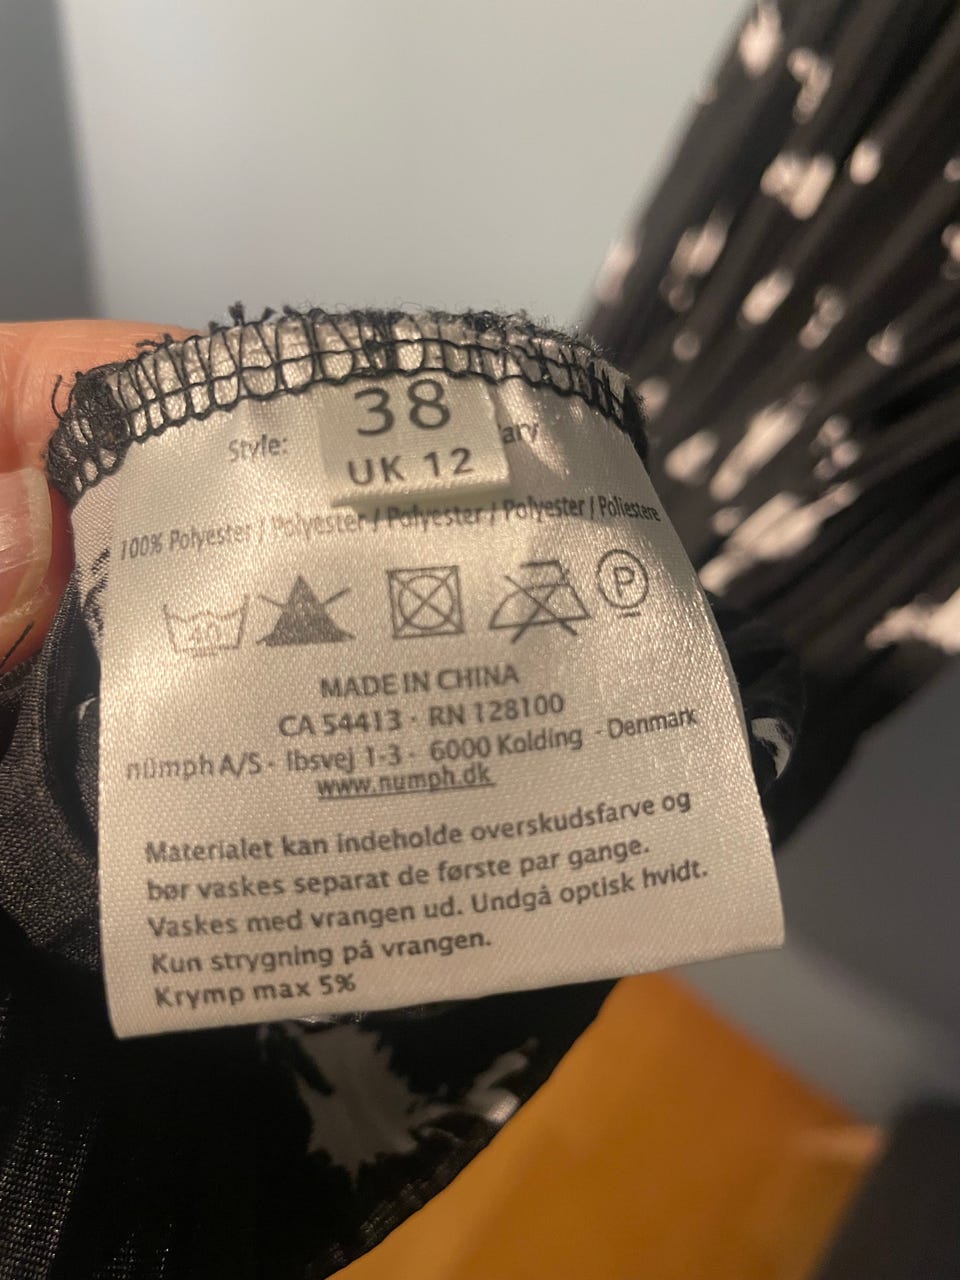 38
Style:
UK 12
100% Polyester / Polyester / Polyester / Polyester / Poliestere
40
P
MADE IN CHINA
CA 54413 · RN 128100
nümph A/S · Ibsvej 1-3 · 6000 Kolding - Denmark
www.numph.dk
Materialet kan indeholde overskudsfarve og
bør vaskes separat de første par gange.
Vaskes med vrangen ud. Undgå optisk hvidt.
Kun strygning på vrangen.
Krymp max 5%